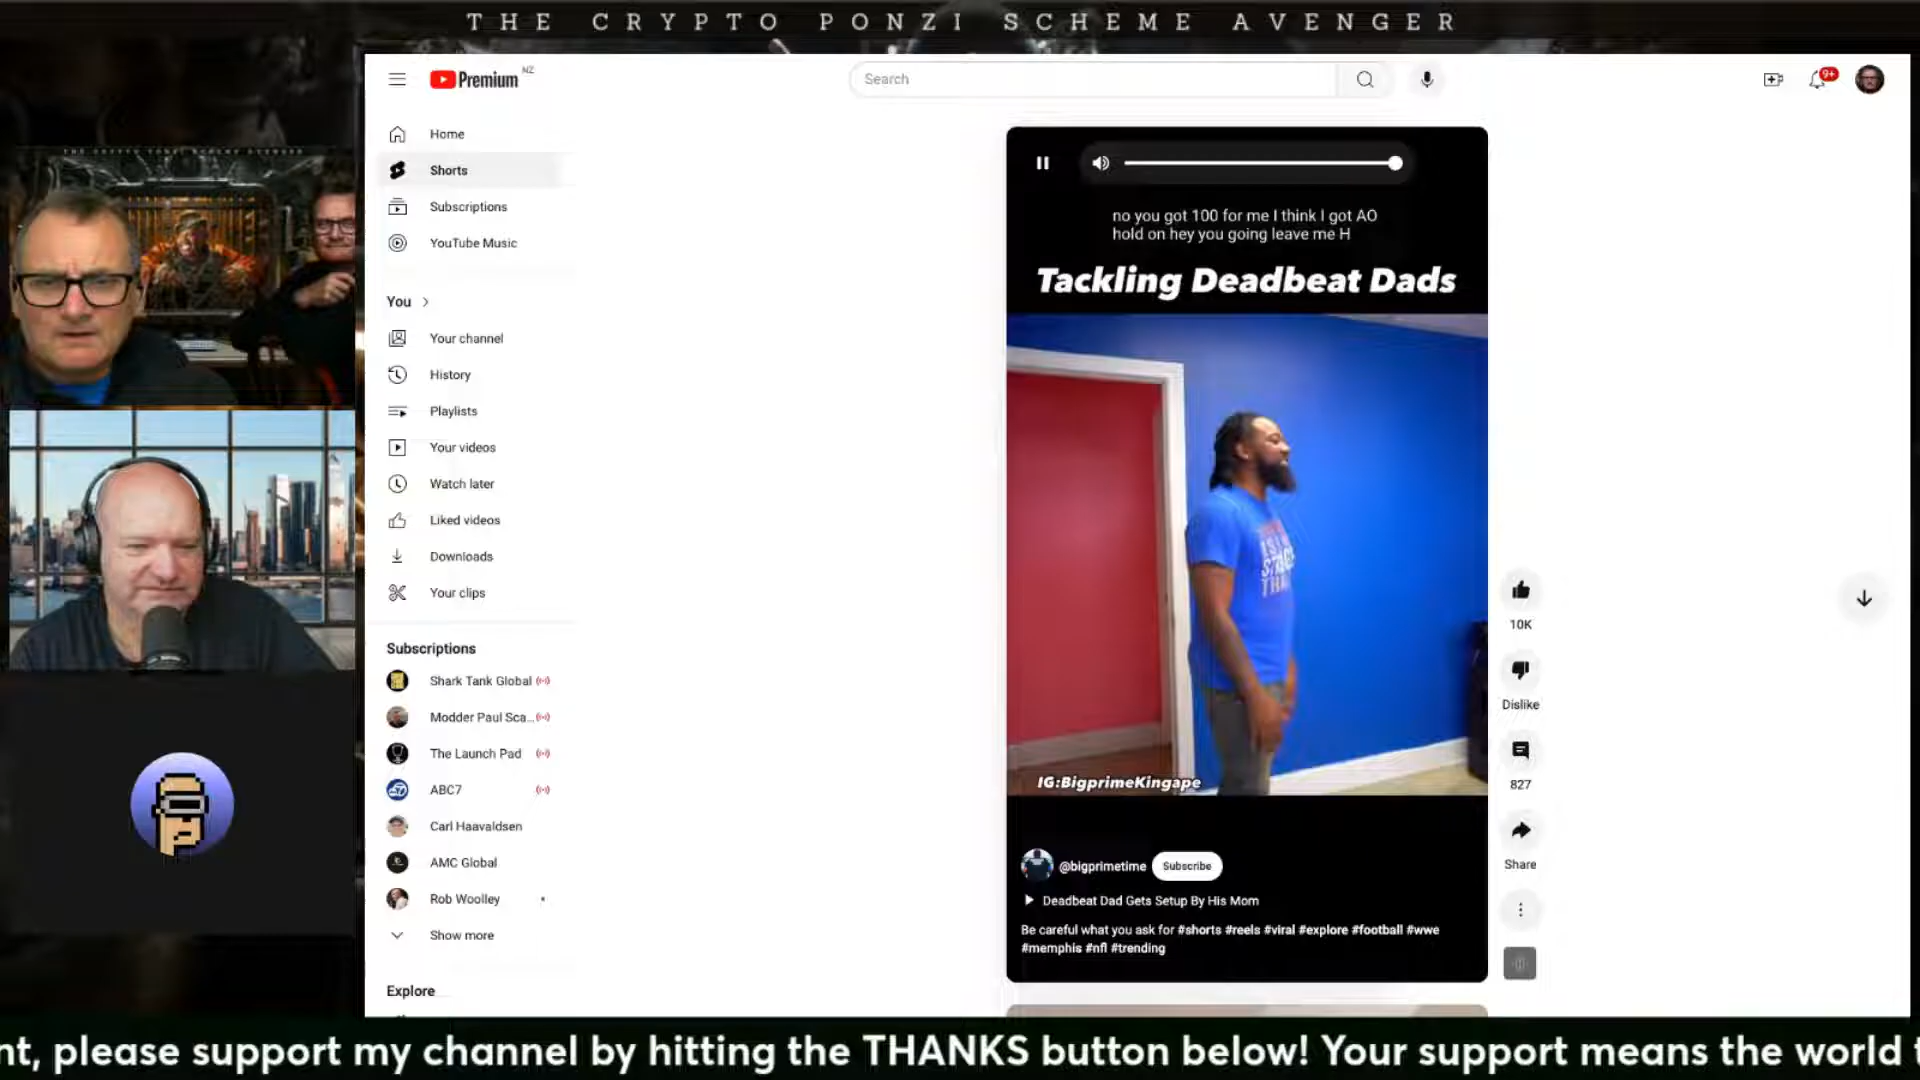 THE CRYPTO PONZI SCHEME AVENGER
Premium NZ
Search
9+
Home
Shorts
Subscriptions
YouTube Music
You
Your channel
History
Playlists
Your videos
Watch later
Liked videos
Downloads
Your clips
Subscriptions
Shark Tank Global
Modder Paul Sca...
The Launch Pad
ABC7
Carl Haavaldsen
AMC Global
Rob Woolley
Show more
Explore
no you got 100 for me I think I got AO
hold on hey you going leave me H
Tackling Deadbeat Dads
IG:BigprimeKingape
@bigprimetime
Subscribe
Deadbeat Dad Gets Setup By His Mom
Be careful what you ask for #shorts #reels #viral #explore #football #wwe
#memphis #nfl #trending
10K
Dislike
827
Share
nt, please support my channel by hitting the THANKS button below! Your support means the world t